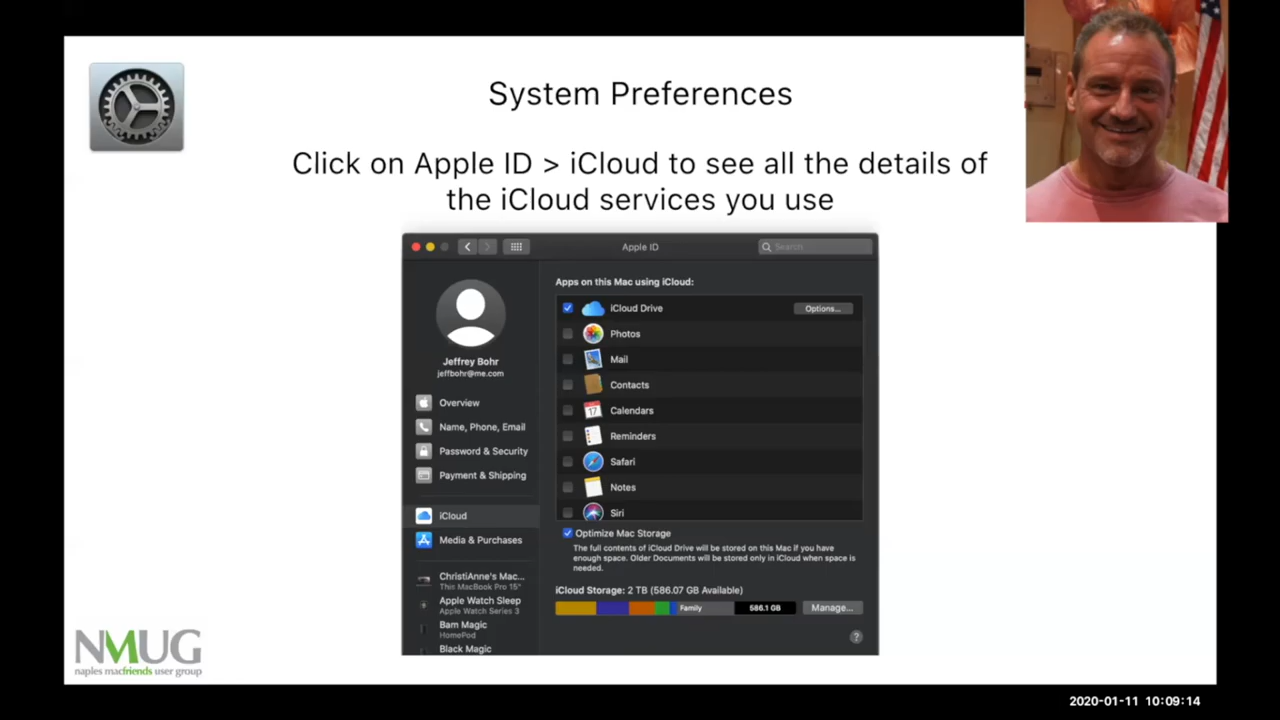 System Preferences
Click on Apple ID > iCloud to see all the details of
the iCloud services you use
Apple ID
Search
Jeffrey Bohr
jeffbohr@me.com
Overview
Name, Phone, Email
Password & Security
Payment & Shipping
iCloud
Media & Purchases
ChristiAnne's Mac...
Thin MacBook Pro 15"
Apple Watch Sleep
Apple Watch Series 3
Bam Magic
HomePod
Black Magic
Apps on this Mac using iCloud:
iCloud Drive
Options...
Photos
Mail
Contacts
17
Calendars
Reminders
Safari
Notes
Siri
Optimize Mac Storage
The full contents of iCloud Drive will be stored on this Mac if you have
enough space. Older Documents will be stored only in iCloud when space is
needed.
iCloud Storage: 2 TB (586.07 GB Available)
Family
586.1 GB
Manage...
?
NMUG
naples macfriends user group
2020-01-11 10:09:14